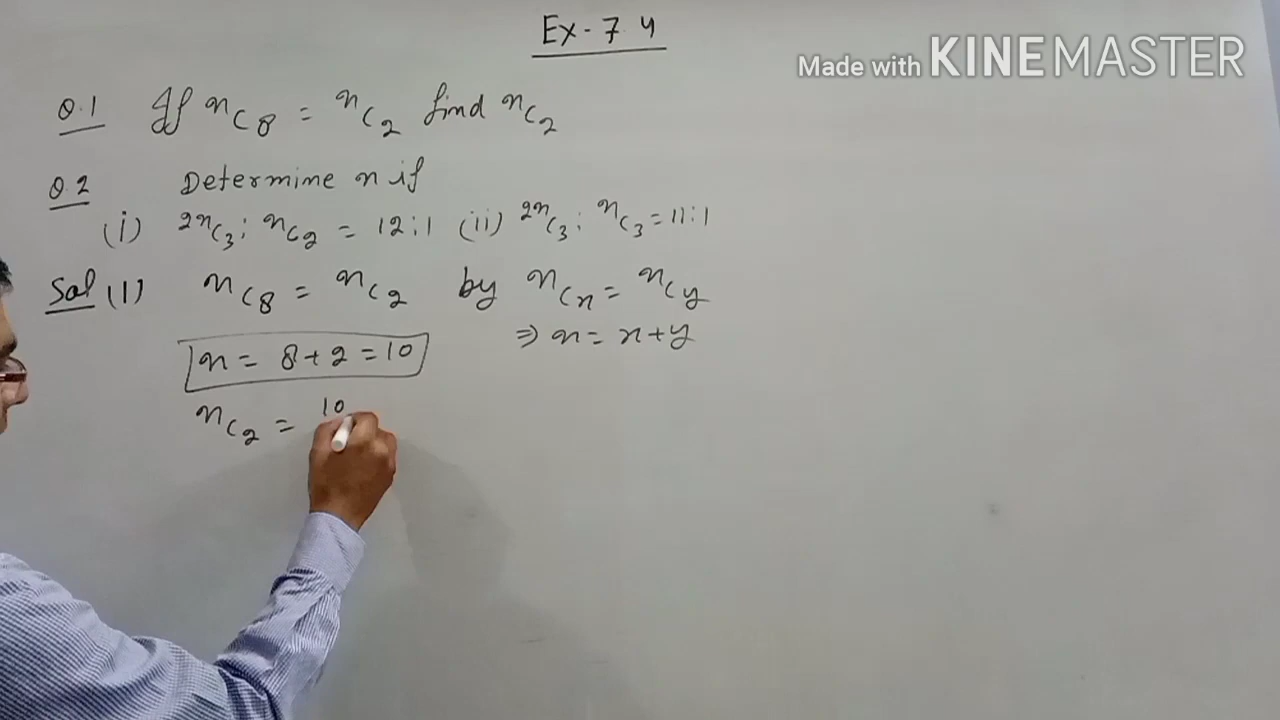 Ex - 7.4
Made with KINEMASTER
Q.1 If nC8 = nC2 find nC2
Q.2 Determine n if
(i) 2nC3 : nC2 = 12:1 (ii) 2nC3 : nC3 = 11:1
Sol (1) nC8 = nC2 by nCx = nCy
n = 8+2 = 10 ⇒ n = x+y
nC2 = 10